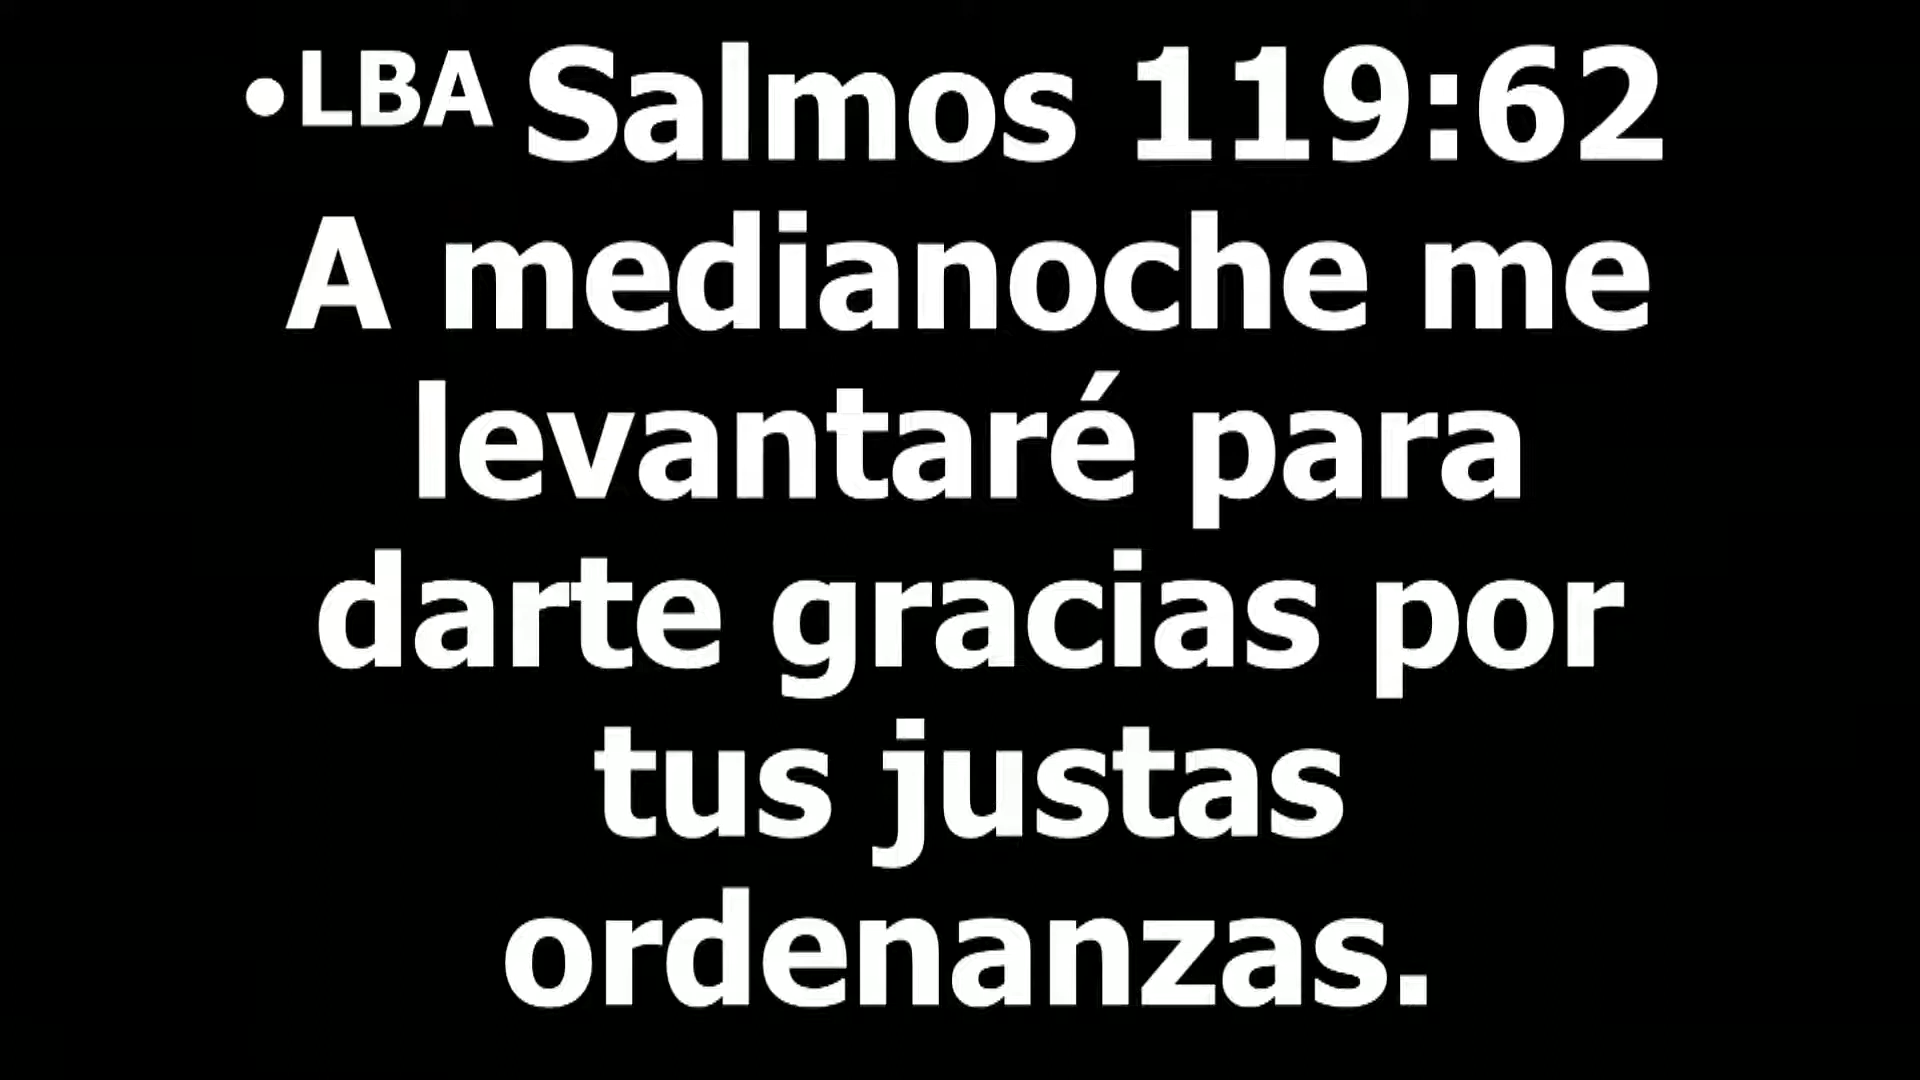 •LBA Salmos 119:62
A medianoche me
levantaré para
darte gracias por
tus justas
ordenanzas.